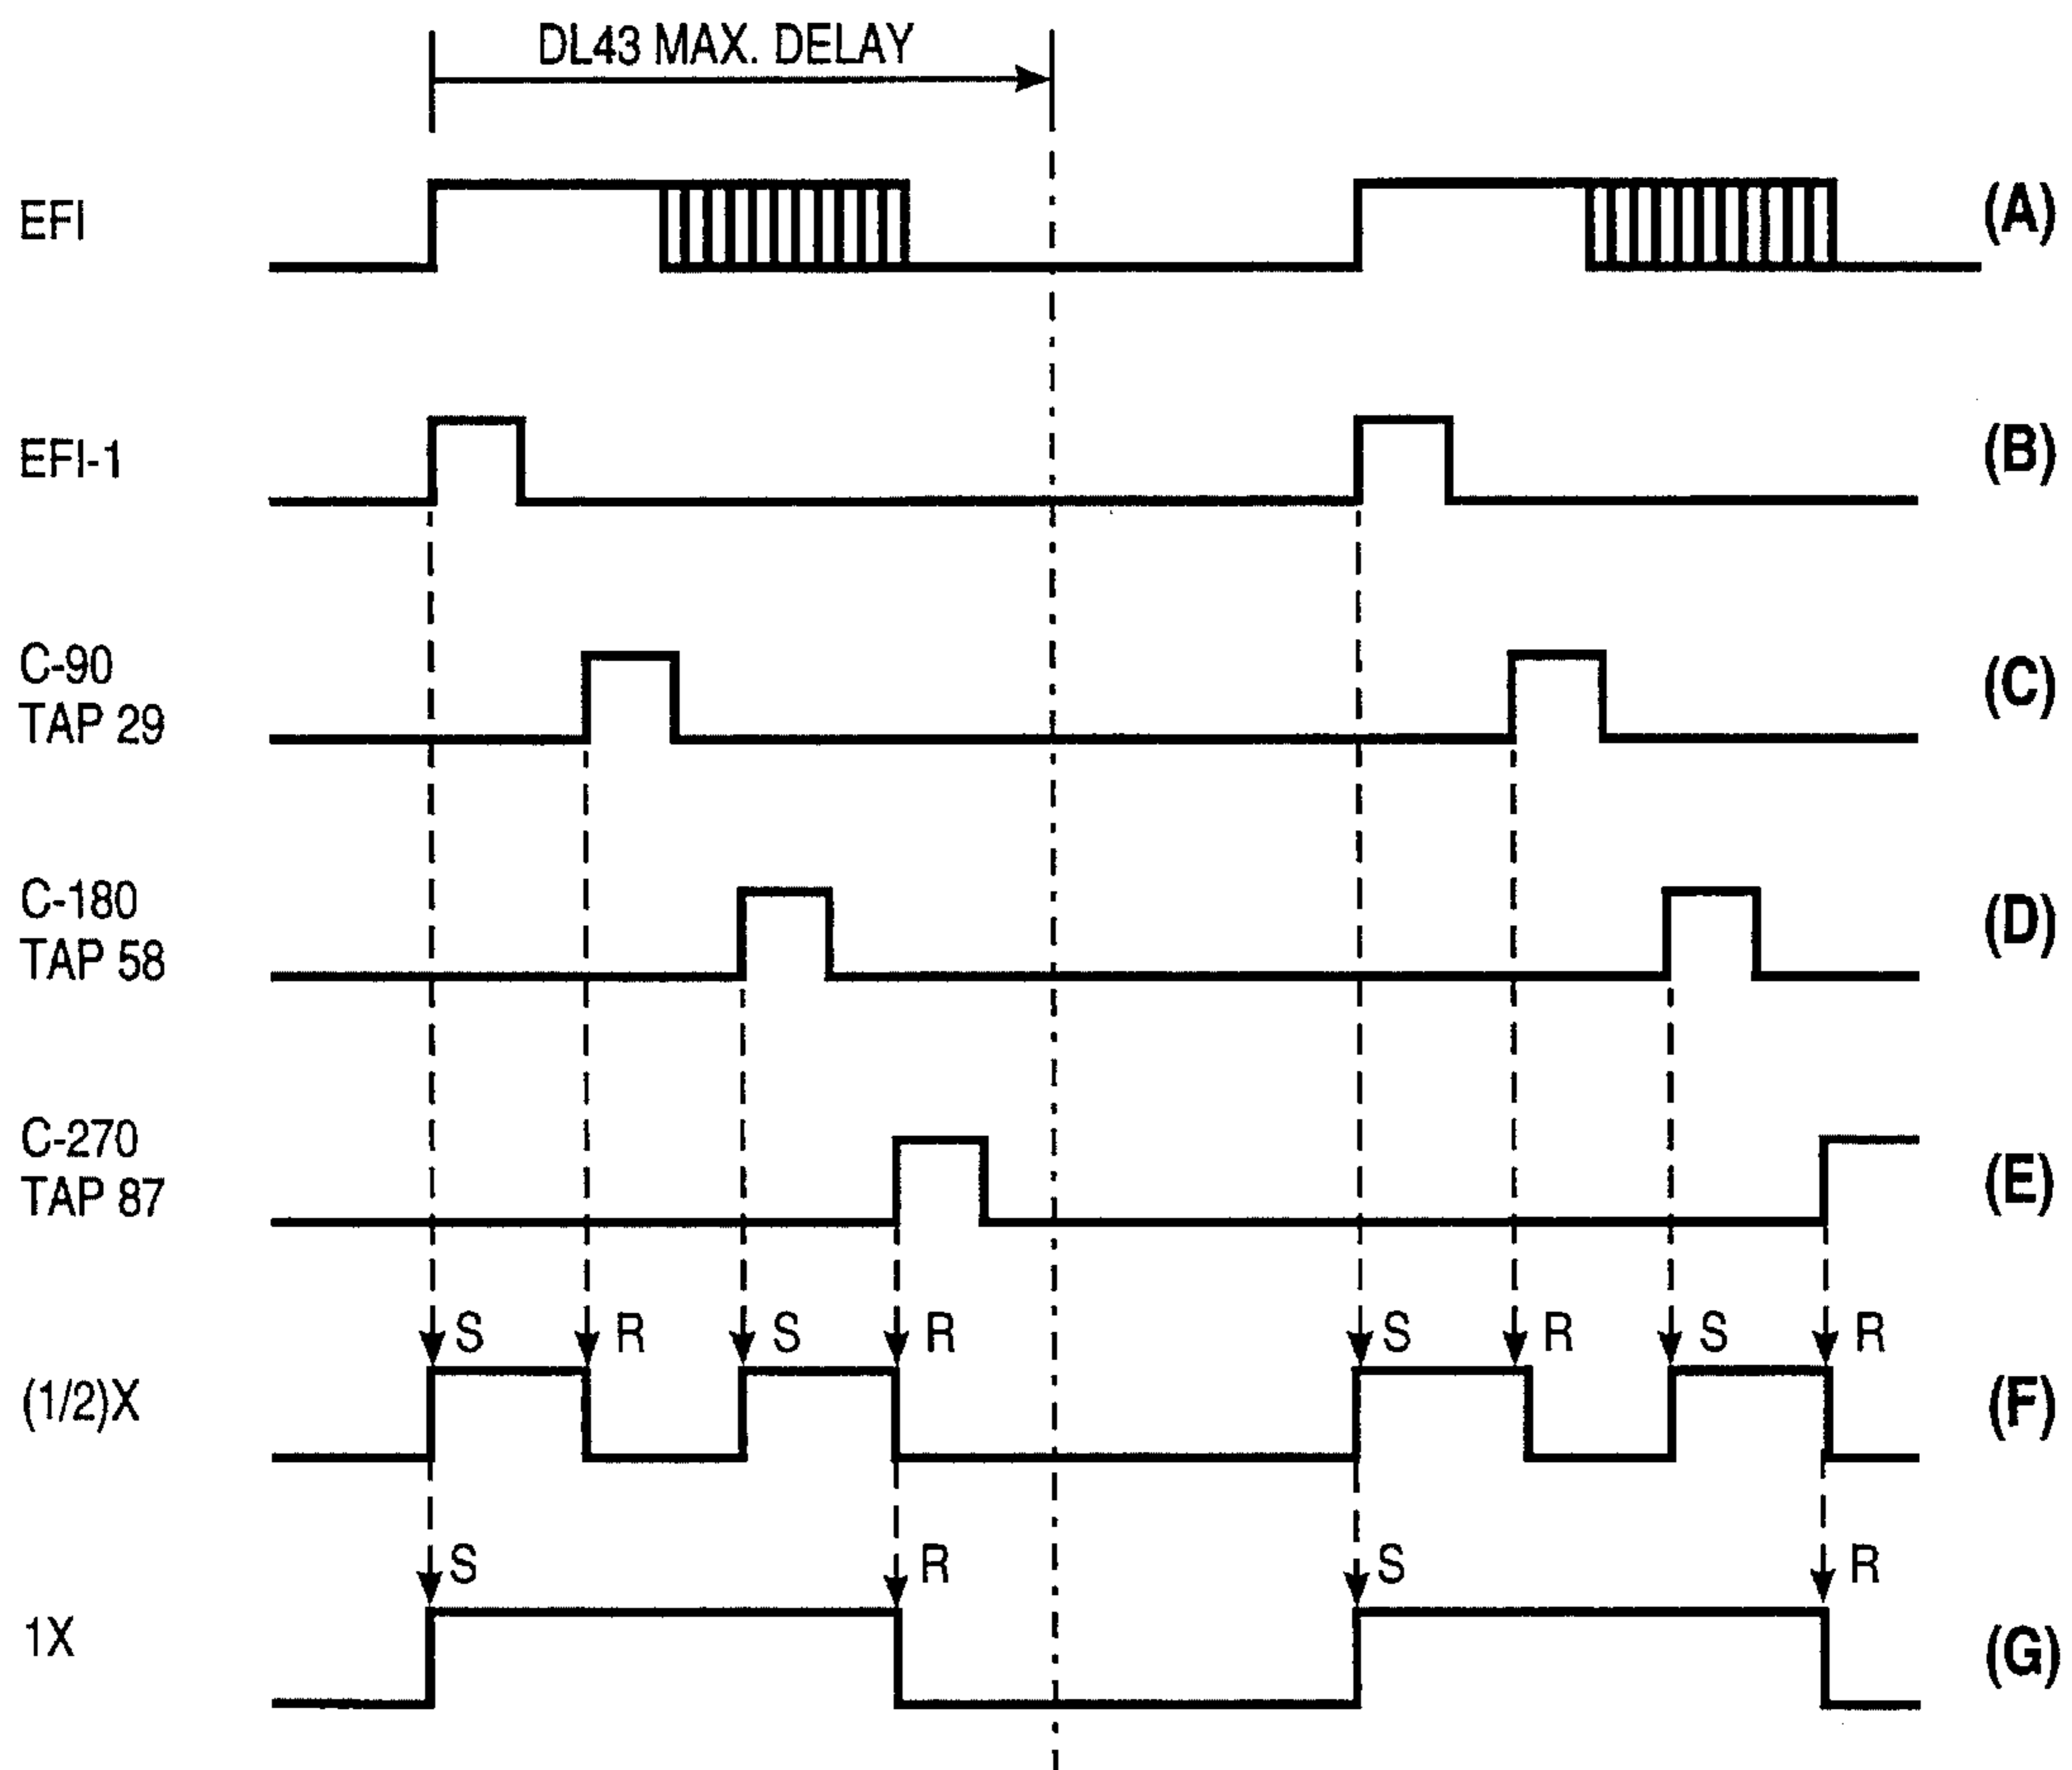 DL43 MAX. DELAY
EFI
(A)
EFI-1
(B)
C-90
TAP 29
(C)
C-180
TAP 58
(D)
C-270
TAP 87
(E)
S R S R S R S R
(1/2)X
(F)
S R S R
1X
(G)